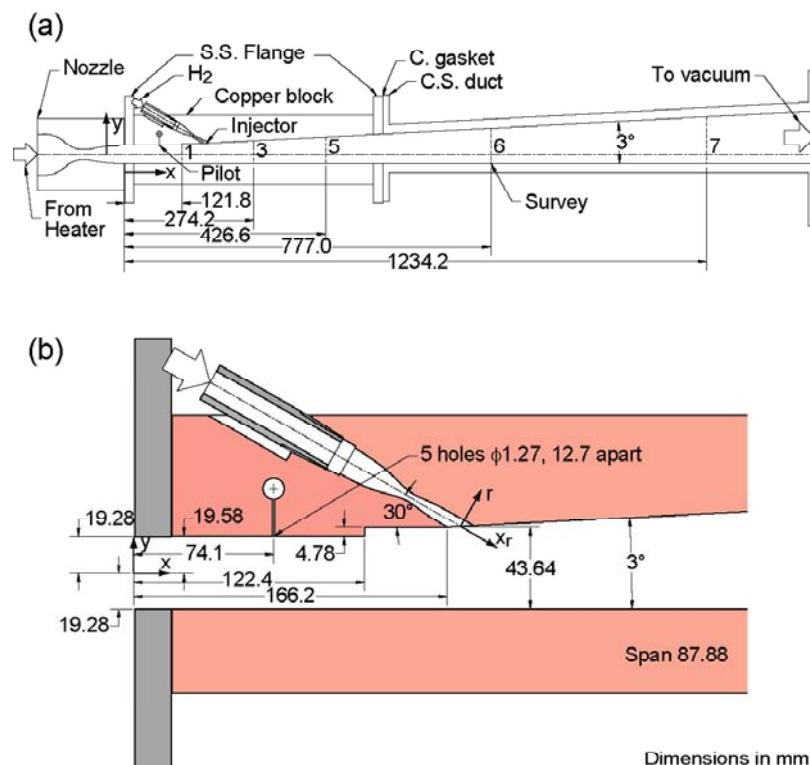 (a)
S.S. Flange
C. gasket
C.S. duct
Nozzle
H2
Copper block
To vacuum
Injector
y
1
3
5
6
7
3°
x
Pilot
From
Heater
121.8
274.2
426.6
777.0
1234.2
Survey
(b)
5 holes ϕ1.27, 12.7 apart
r
30°
xr
19.28
19.58
y
74.1
4.78
x
122.4
43.64
3°
166.2
19.28
Span 87.88
Dimensions in mm